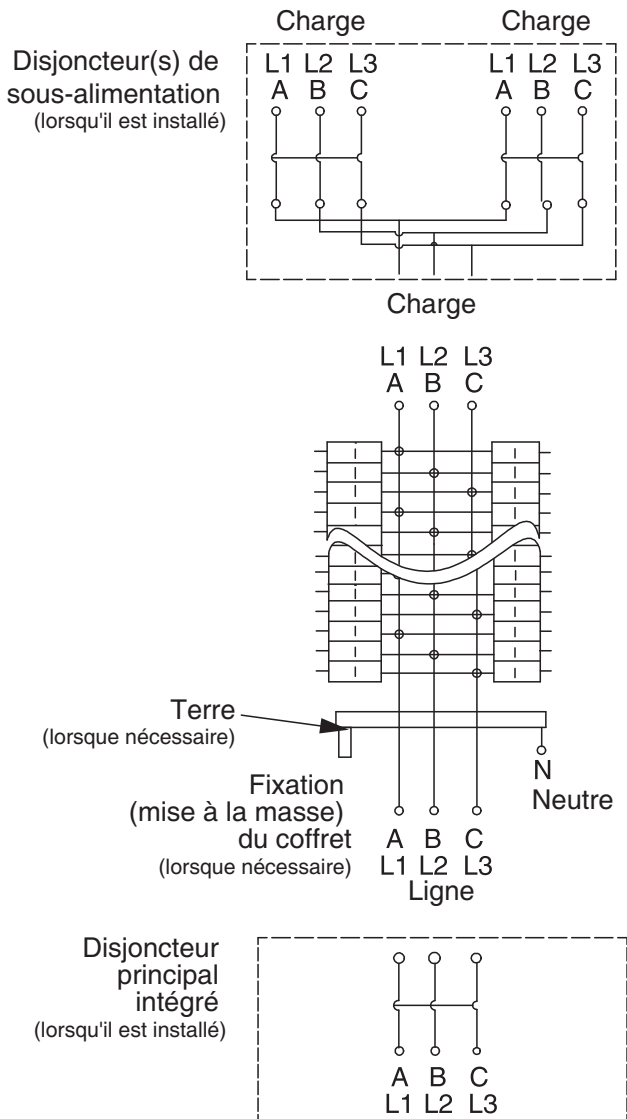 Charge Charge
Disjoncteur(s) de
sous-alimentation
(lorsqu'il est installé)
L1 L2 L3 L1 L2 L3
A B C A B C
Charge
L1 L2 L3
A B C
Terre
(lorsque nécessaire)
N
Neutre
Fixation
(mise à la masse)
du coffret
(lorsque nécessaire)
A B C
L1 L2 L3
Ligne
Disjoncteur
principal
intégré
(lorsqu'il est installé)
A B C
L1 L2 L3